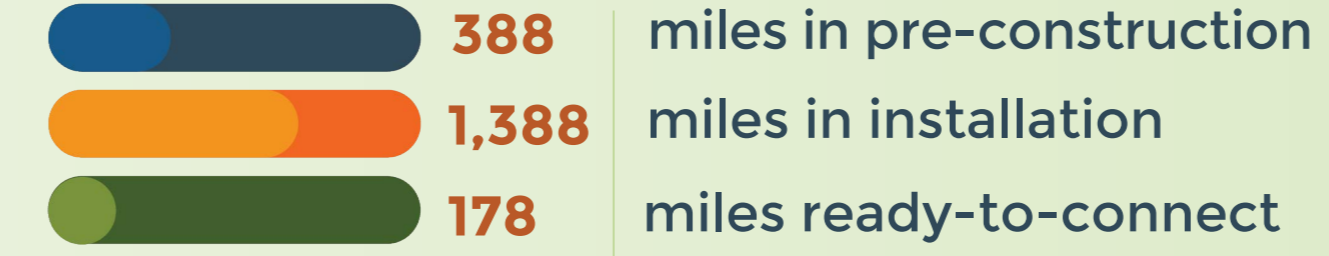 388 miles in pre-construction
1,388 miles in installation
178 miles ready-to-connect